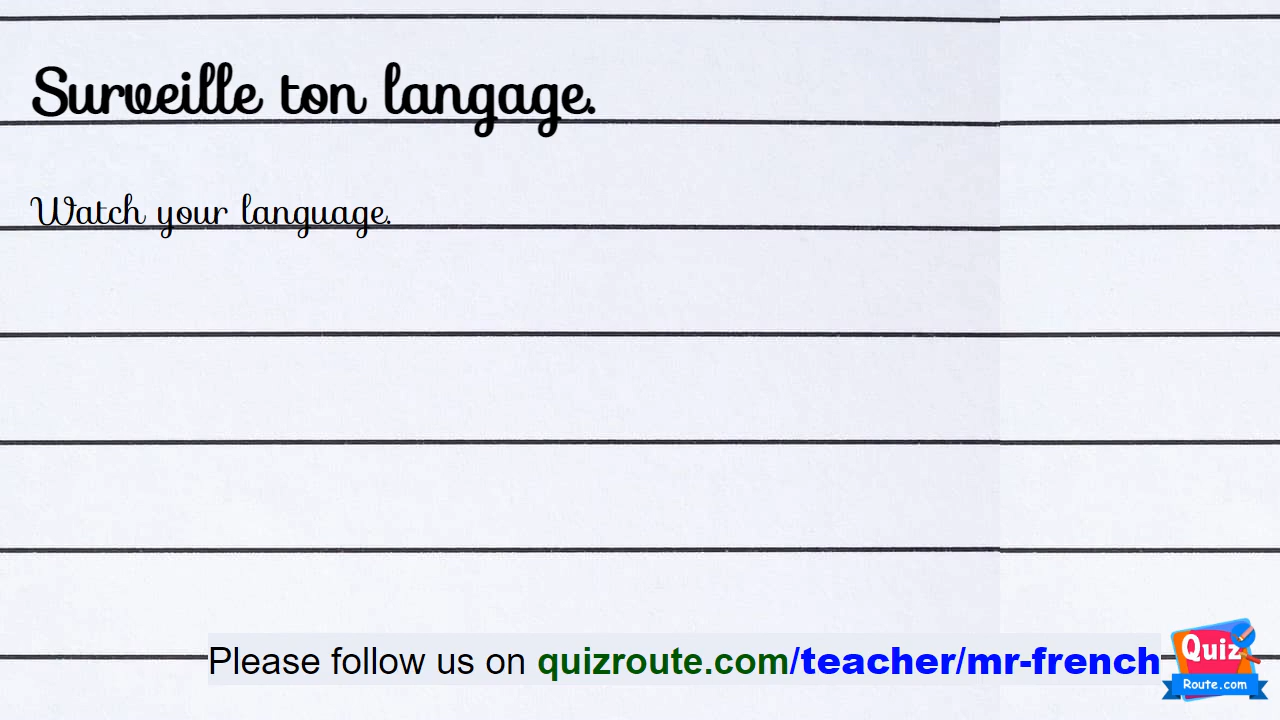 Surveille ton langage.
Watch your language.
Please follow us on quizroute.com/teacher/mr-french
Quiz
Route.com